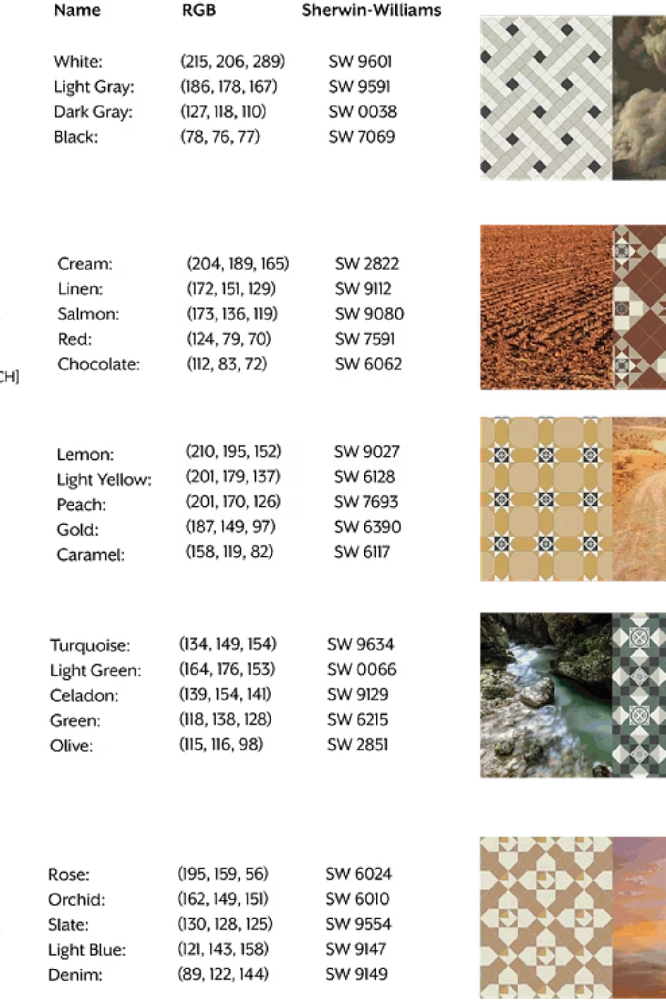 Name RGB Sherwin-Williams
White: (215, 206, 289) SW 9601
Light Gray: (186, 178, 167) SW 9591
Dark Gray: (127, 118, 110) SW 0038
Black: (78, 76, 77) SW 7069
Cream: (204, 189, 165) SW 2822
Linen: (172, 151, 129) SW 9112
Salmon: (173, 136, 119) SW 9080
Red: (124, 79, 70) SW 7591
Chocolate: (112, 83, 72) SW 6062
CH]
Lemon: (210, 195, 152) SW 9027
Light Yellow: (201, 179, 137) SW 6128
Peach: (201, 170, 126) SW 7693
Gold: (187, 149, 97) SW 6390
Caramel: (158, 119, 82) SW 6117
Turquoise: (134, 149, 154) SW 9634
Light Green: (164, 176, 153) SW 0066
Celadon: (139, 154, 141) SW 9129
Green: (118, 138, 128) SW 6215
Olive: (115, 116, 98) SW 2851
Rose: (195, 159, 56) SW 6024
Orchid: (162, 149, 151) SW 6010
Slate: (130, 128, 125) SW 9554
Light Blue: (121, 143, 158) SW 9147
Denim: (89, 122, 144) SW 9149